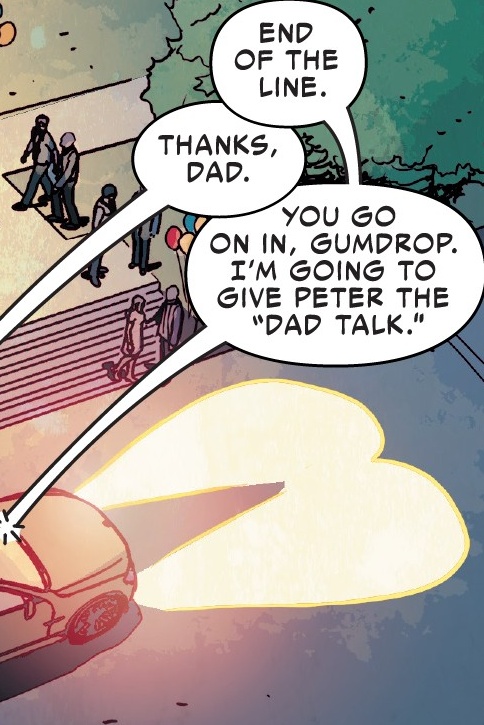 END
OF THE
LINE.
THANKS,
DAD.
YOU GO
ON IN, GUMDROP.
I'M GOING TO
GIVE PETER THE
"DAD TALK."